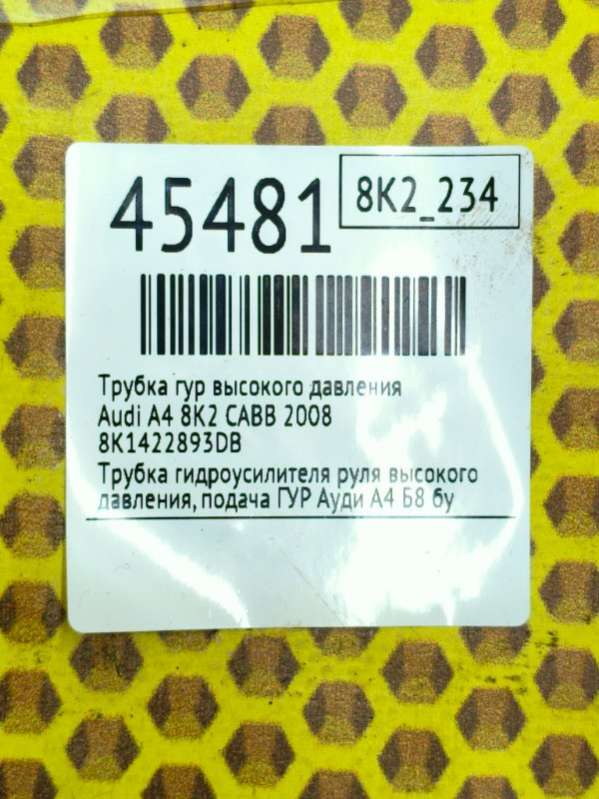 45481
8K2_234
Трубка гур высокого давления
Audi A4 8K2 CABB 2008
8K1422893DB
Трубка гидроусилителя руля высокого
давления, подача ГУР Ауди А4 Б8 бу